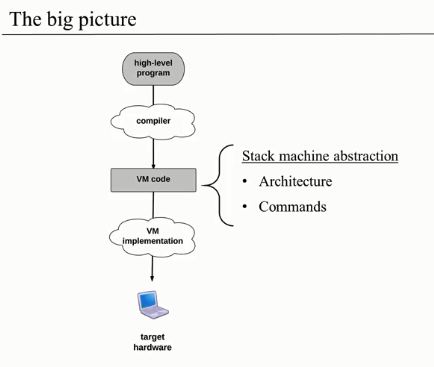 The big picture
high-level
program
compiler
VM code
Stack machine abstraction
• Architecture
• Commands
VM
implementation
target
hardware